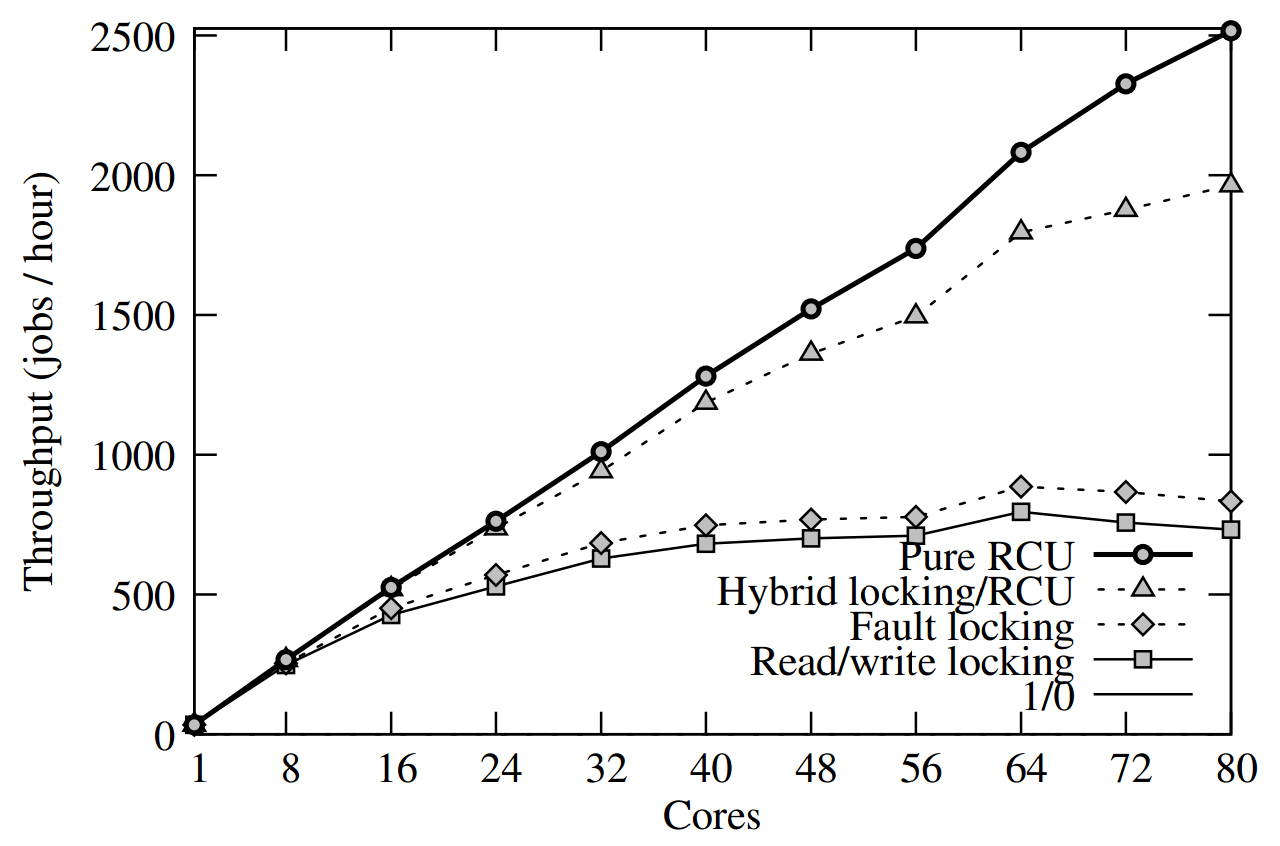 2500
2000
1500
1000
500
0
Throughput (jobs / hour)
Pure RCU
Hybrid locking/RCU
Fault locking
Read/write locking
1/0
1 8 16 24 32 40 48 56 64 72 80
Cores